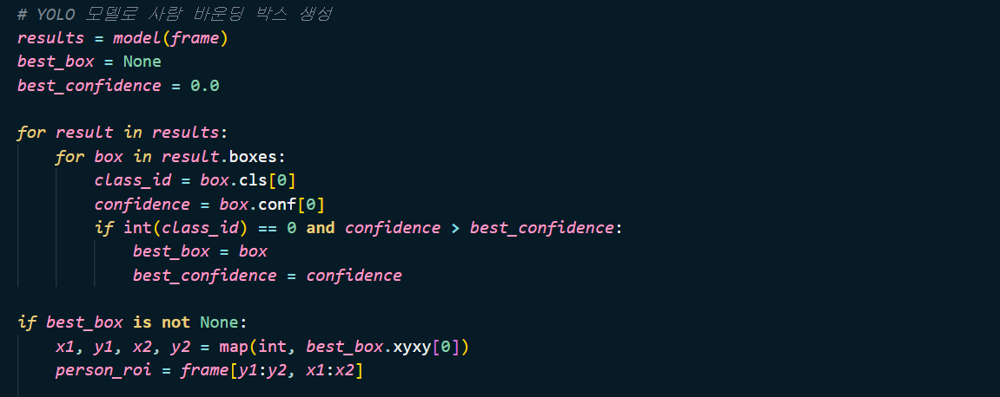 # YOLO 모델로 사람 바운딩 박스 생성
results = model(frame)
best_box = None
best_confidence = 0.0

for result in results:
    for box in result.boxes:
        class_id = box.cls[0]
        confidence = box.conf[0]
        if int(class_id) == 0 and confidence > best_confidence:
            best_box = box
            best_confidence = confidence

if best_box is not None:
    x1, y1, x2, y2 = map(int, best_box.xyxy[0])
    person_roi = frame[y1:y2, x1:x2]